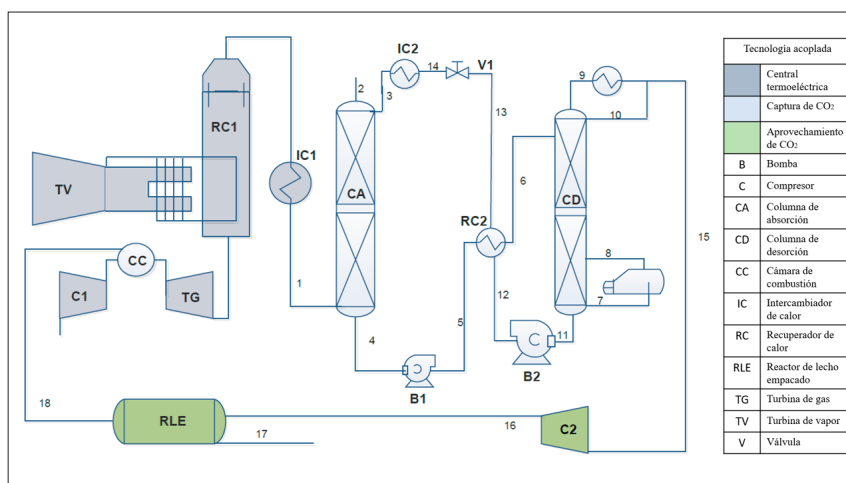 IC2
V1
2
3
14
9
10
RC1
IC1
13
6
TV
CA
CD
RC2
15
CC
C1
TG
1
12
8
7
4
5
11
B1
B2
18
RLE
17
16
C2
Tecnología acoplada
Central
termoeléctrica
Captura de CO2
Aprovechamiento
de CO2
B Bomba
C Compresor
CA Columna de
absorción
CD Columna de
desorción
CC Cámara de
combustión
IC Intercambiador
de calor
RC Recuperador de
calor
RLE Reactor de lecho
empacado
TG Turbina de gas
TV Turbina de vapor
V Válvula